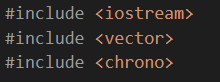 #include <iostream>
#include <vector>
#include <chrono>